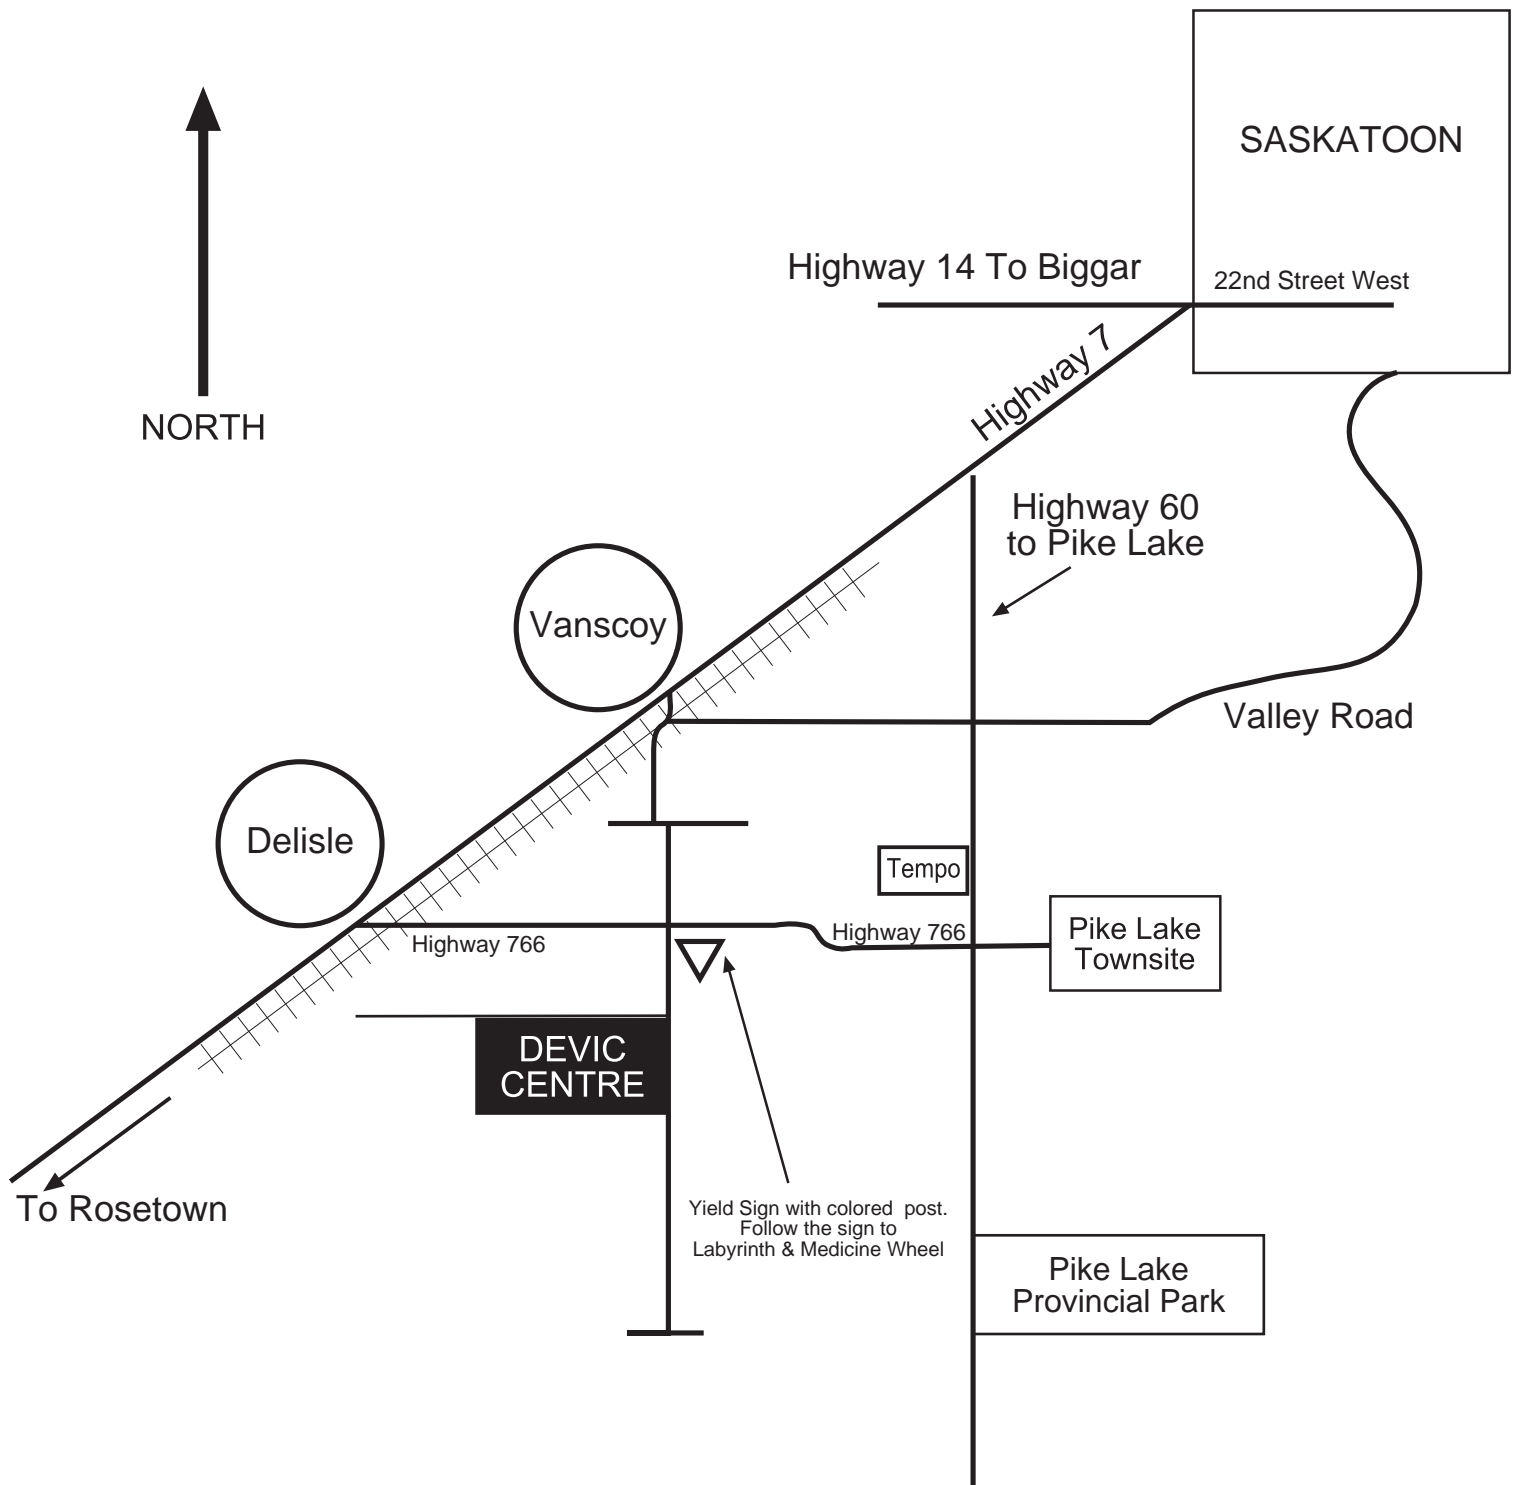 SASKATOON
Highway 14 To Biggar
22nd Street West
Highway 7
NORTH
Highway 60
to Pike Lake
Vanscoy
Valley Road
Delisle
Tempo
Highway 766
Highway 766
Pike Lake
Townsite
DEVIC
CENTRE
To Rosetown
Yield Sign with colored post.
Follow the sign to
Labyrinth & Medicine Wheel
Pike Lake
Provincial Park